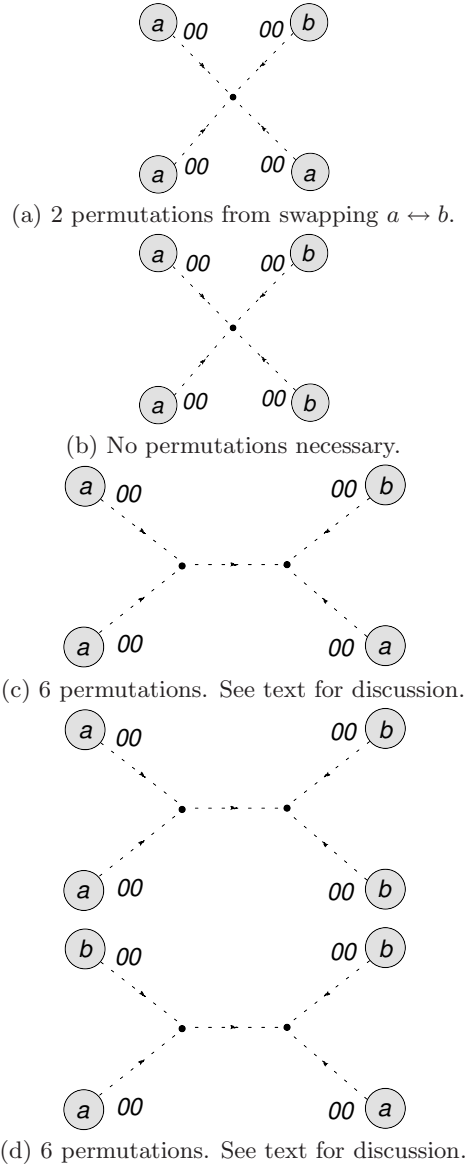 a 00 00 b
a 00 00 a
(a) 2 permutations from swapping a ↔ b.
a 00 00 b
a 00 00 b
(b) No permutations necessary.
a 00 00 b
a 00 00 a
(c) 6 permutations. See text for discussion.
a 00 00 b
a 00 00 b
b 00 00 b
a 00 00 a
(d) 6 permutations. See text for discussion.